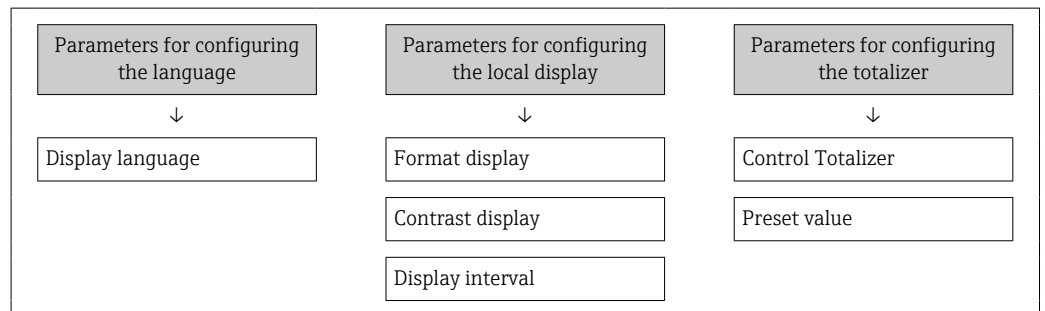 Parameters for configuring
the language
↓
Display language
Parameters for configuring
the local display
↓
Format display
Contrast display
Display interval
Parameters for configuring
the totalizer
↓
Control Totalizer
Preset value